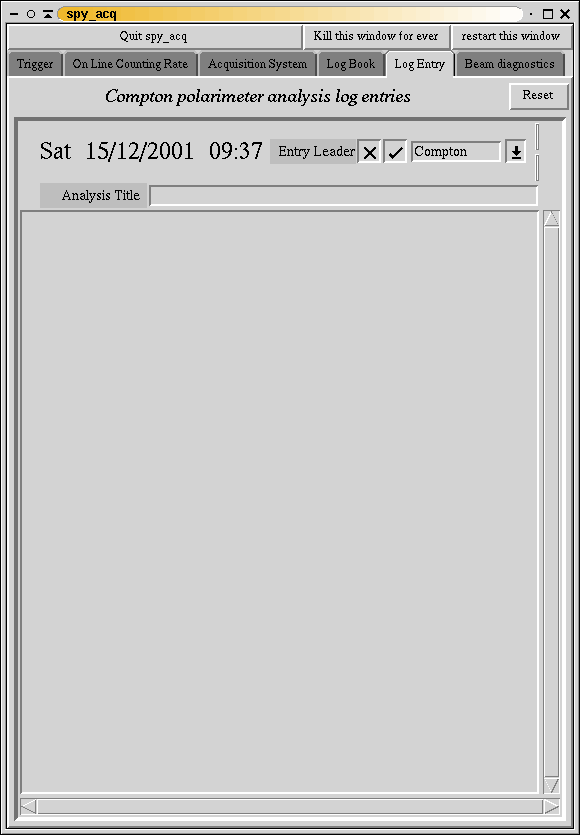 spy_acq
Quit spy_acq Kill this window for ever restart this window
Trigger On Line Counting Rate Acquisition System Log Book Log Entry Beam diagnostics
Compton polarimeter analysis log entries Reset
Sat 15/12/2001 09:37 Entry Leader Compton
Analysis Title